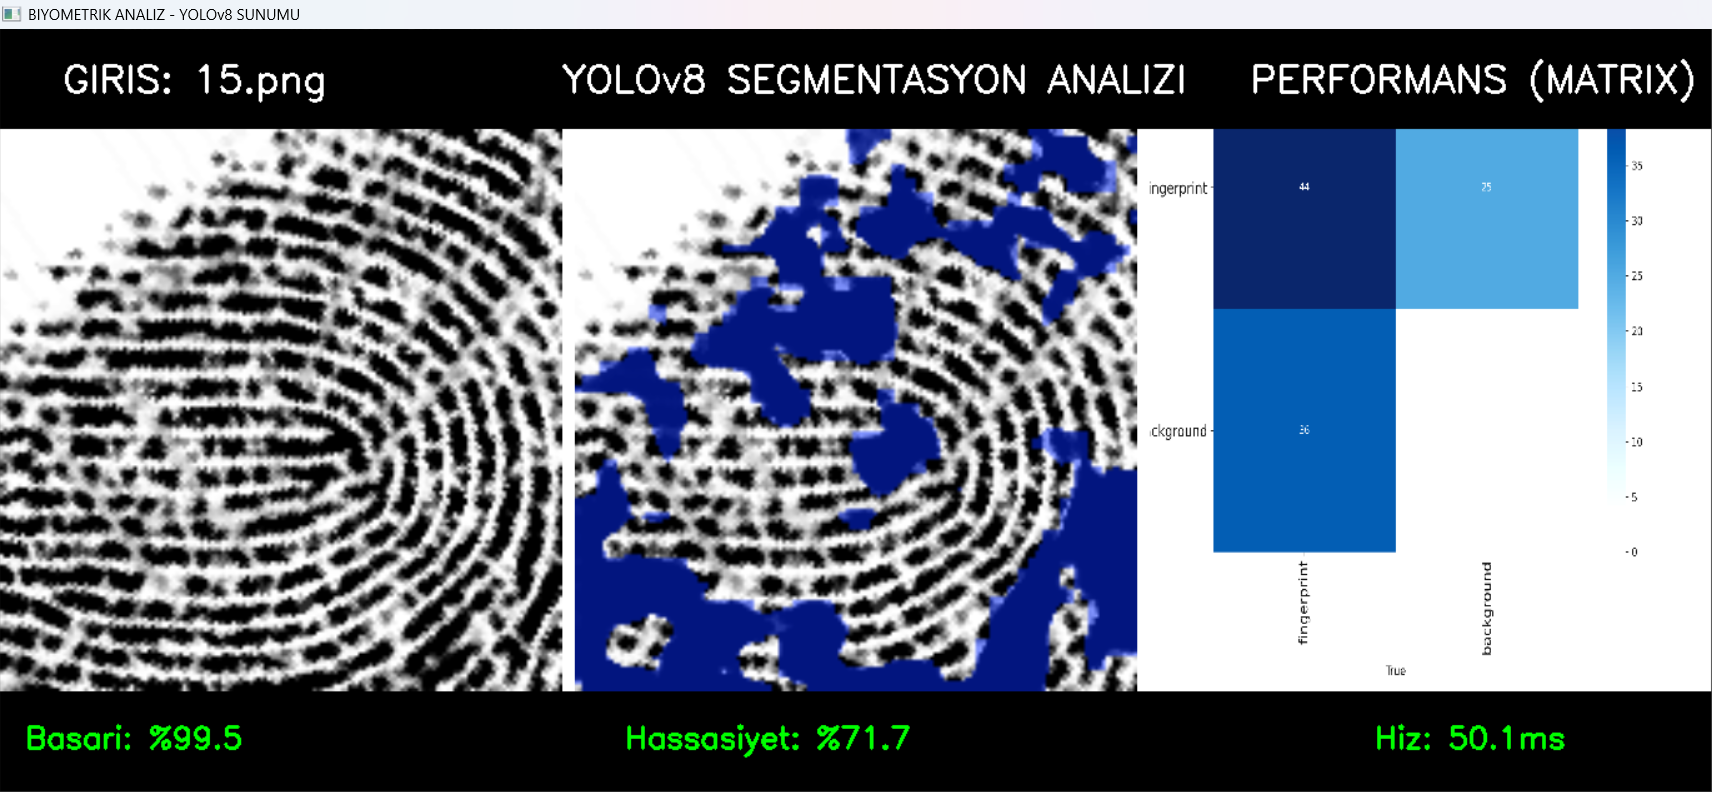 BIYOMETRIK ANALIZ - YOLOv8 SUNUMU
GIRIS: 15.png
YOLOv8 SEGMENTASYON ANALIZI
PERFORMANS (MATRIX)
ingerprint
44
25
ckground
36
fingerprint
background
True
35
30
25
20
15
10
5
0
Basari: %99.5
Hassasiyet: %71.7
Hiz: 50.1ms